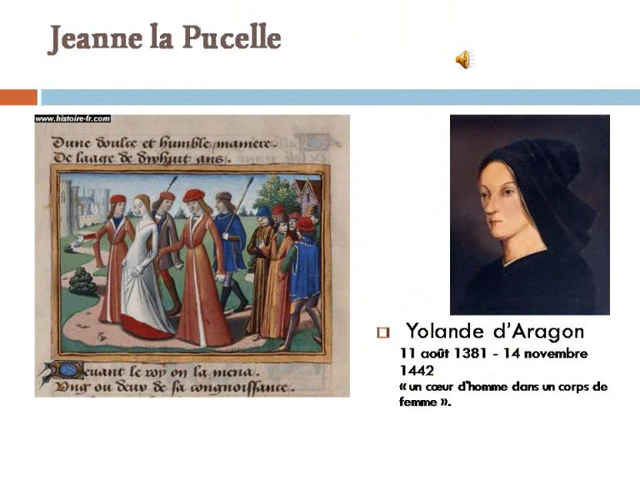 Jeanne la Pucelle
www.histoire-fr.com
Dune doulce et humble maniere.
De laage de dixhuit ans.
Devant le roy on la mena.
Ung ou deux de sa congnoissance.
Yolande d'Aragon
11 août 1381 - 14 novembre
1442
« un cœur d'homme dans un corps de
femme ».